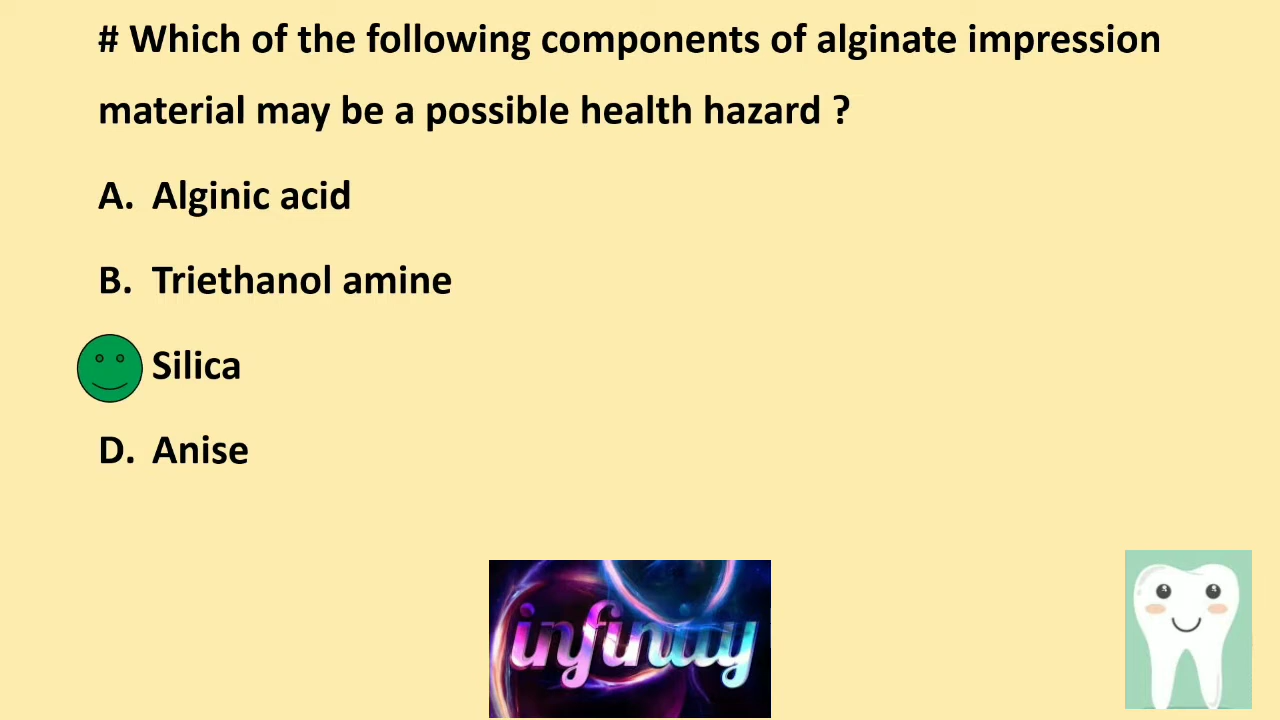 # Which of the following components of alginate impression
material may be a possible health hazard ?
A. Alginic acid
B. Triethanol amine
Silica
D. Anise
infinity